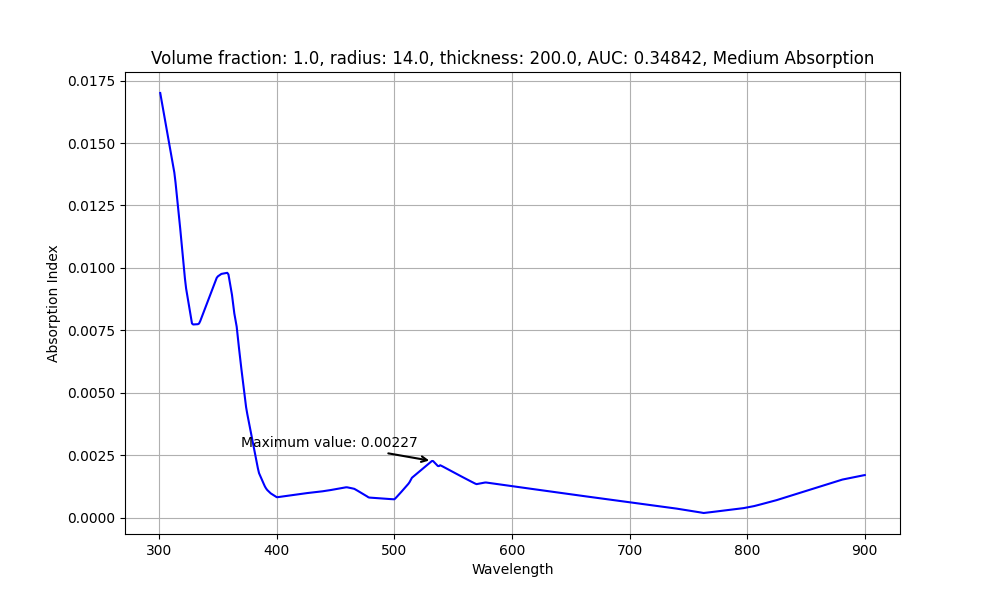 Volume fraction: 1.0, radius: 14.0, thickness: 200.0, AUC: 0.34842, Medium Absorption
0.0175
0.0150
0.0125
0.0100
0.0075
0.0050
0.0025
0.0000
Absorption Index
Maximum value: 0.00227
300 400 500 600 700 800 900
Wavelength